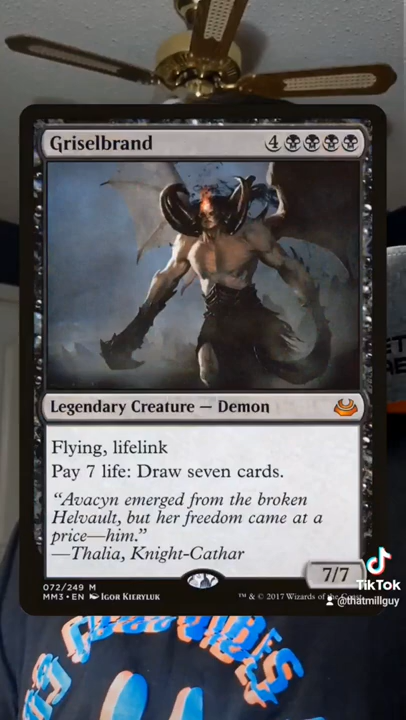 Griselbrand 4
Legendary Creature — Demon
Flying, lifelink
Pay 7 life: Draw seven cards.
“Avacyn emerged from the broken
Helvault, but her freedom came at a
price—him.”
—Thalia, Knight-Cathar
7/7
072/249 M
MM3 • EN Igor Kieryluk
™ & © 2017 Wizards of the Coast
TikTok
@thatmillguy